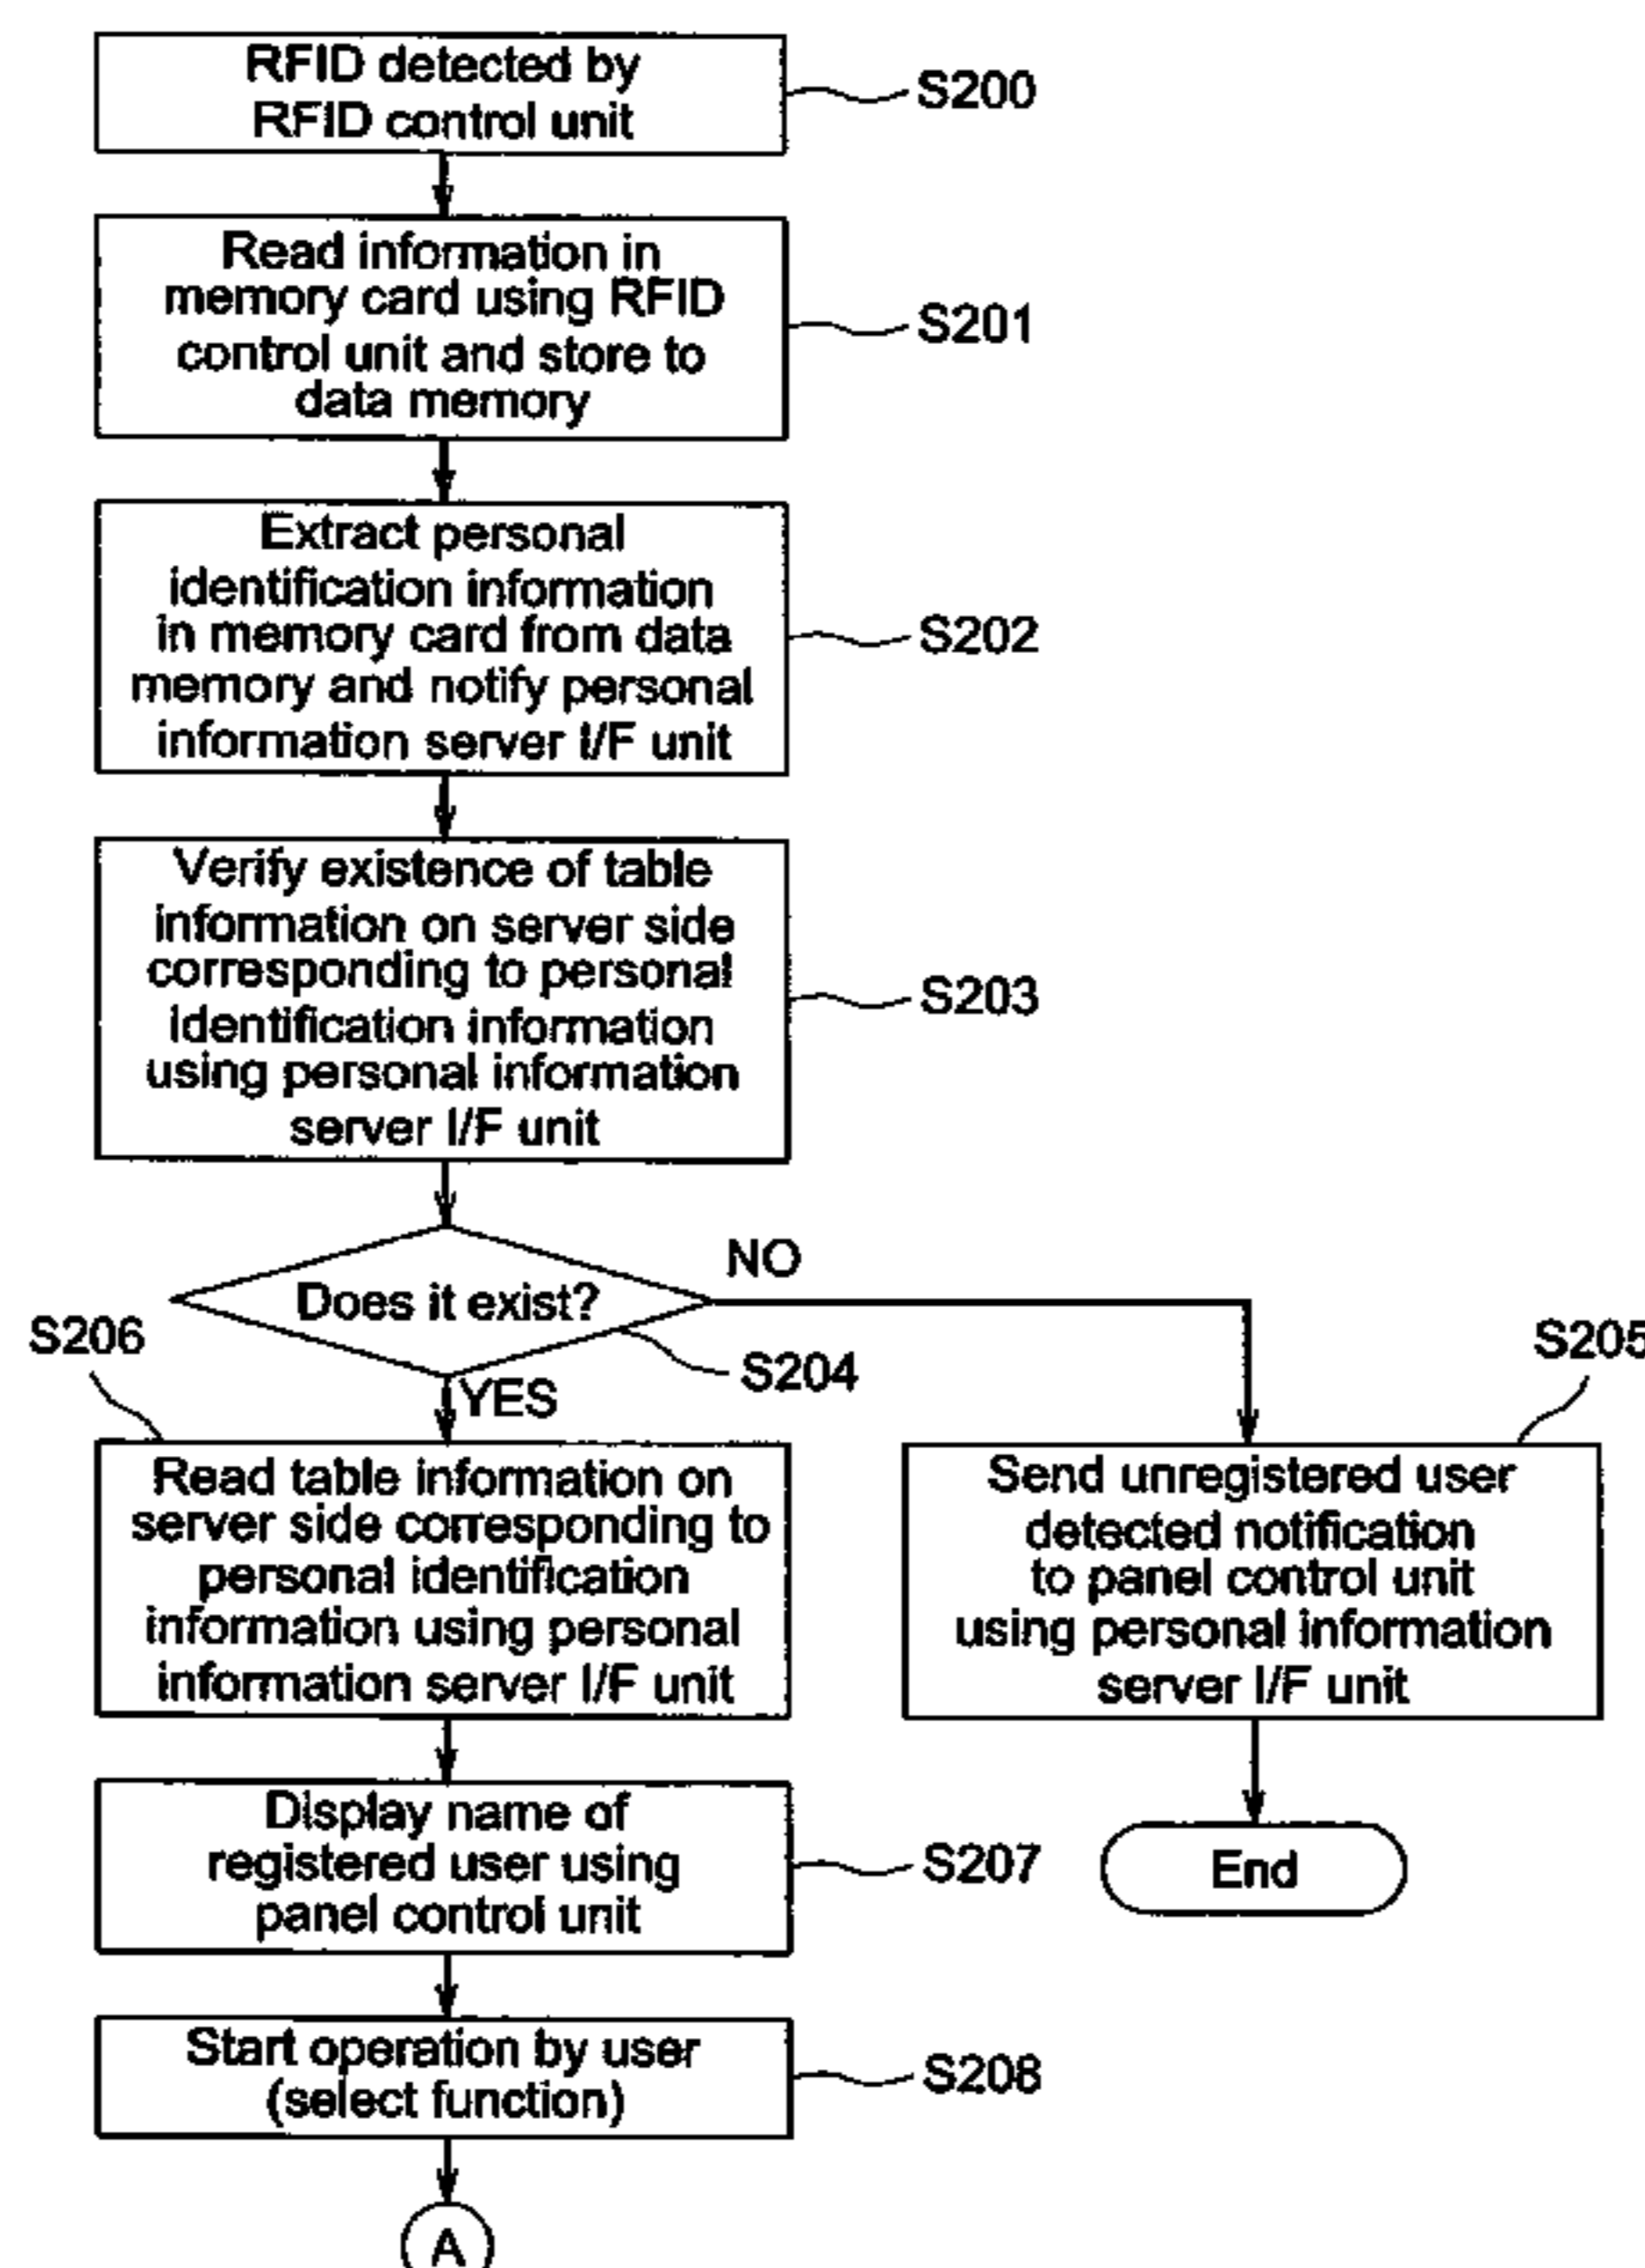 RFID detected by
RFID control unit
S200
Read information in
memory card using RFID
control unit and store to
data memory
S201
Extract personal
identification information
in memory card from data
memory and notify personal
information server I/F unit
S202
Verify existence of table
information on server side
corresponding to personal
identification information
using personal information
server I/F unit
S203
Does it exist?
NO
S204
YES
S206
Read table information on
server side corresponding to
personal identification
information using personal
information server I/F unit
S205
Send unregistered user
detected notification
to panel control unit
using personal information
server I/F unit
End
Display name of
registered user using
panel control unit
S207
Start operation by user
(select function)
S208
A